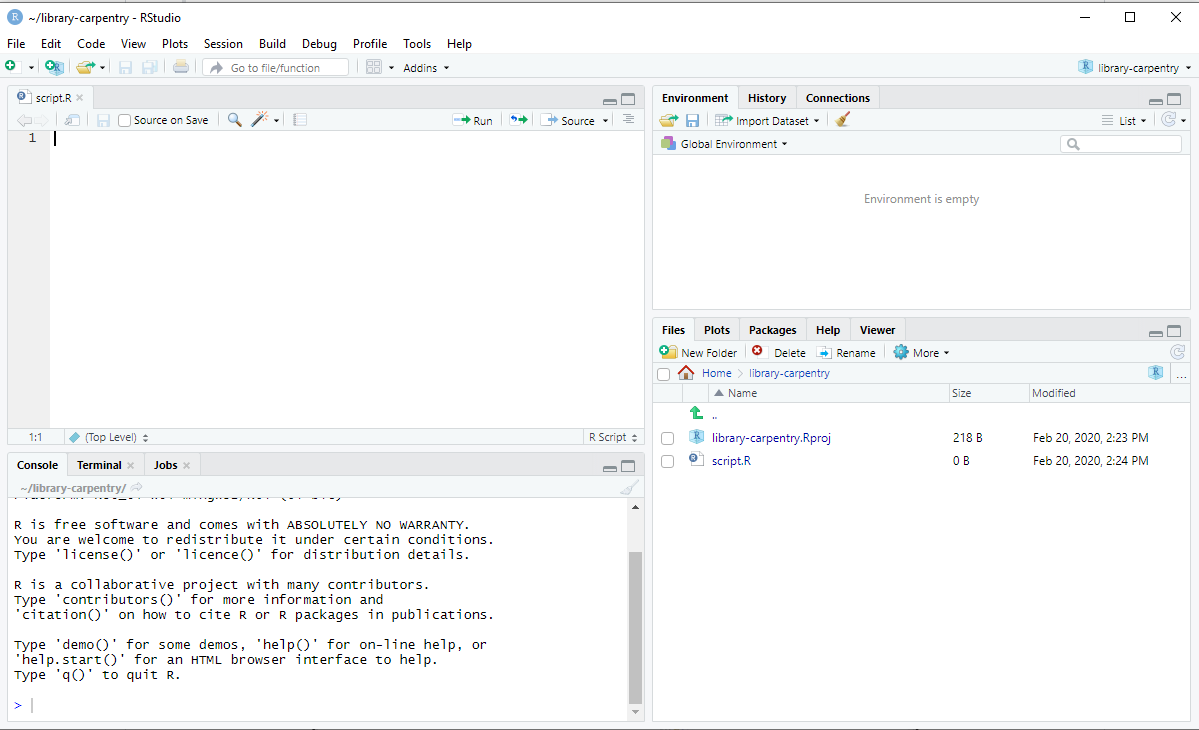 ~/library-carpentry - RStudio
File Edit Code View Plots Session Build Debug Profile Tools Help
Go to file/function Addins library-carpentry
script.R
Source on Save Run Source
1
1:1 (Top Level) R Script
Console Terminal Jobs
~/library-carpentry/
R is free software and comes with ABSOLUTELY NO WARRANTY.
You are welcome to redistribute it under certain conditions.
Type 'license()' or 'licence()' for distribution details.
R is a collaborative project with many contributors.
Type 'contributors()' for more information and
'citation()' on how to cite R or R packages in publications.
Type 'demo()' for some demos, 'help()' for on-line help, or
'help.start()' for an HTML browser interface to help.
Type 'q()' to quit R.
>
Environment History Connections
Import Dataset List
Global Environment
Environment is empty
Files Plots Packages Help Viewer
New Folder Delete Rename More
Home library-carpentry ...
Name Size Modified
..
library-carpentry.Rproj 218 B Feb 20, 2020, 2:23 PM
script.R 0 B Feb 20, 2020, 2:24 PM